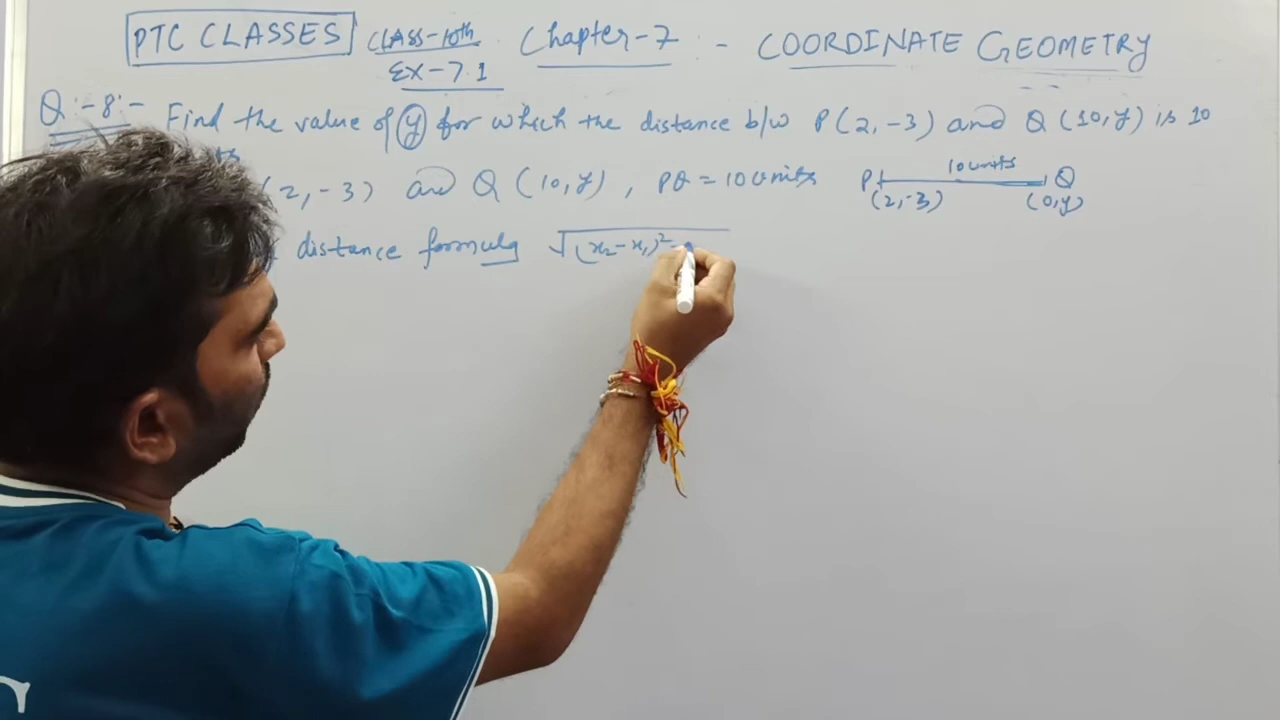 PTC CLASSES CLASS-10th Chapter-7 - COORDINATE GEOMETRY
EX-7.1
Q:-8:- Find the value of y for which the distance b/w P(2,-3) and Q(10,y) is 10
(2,-3) and Q(10,y), PQ = 10 units P 10 units Q
(2,-3) (10,y)
distance formula √(x₂-x₁)²